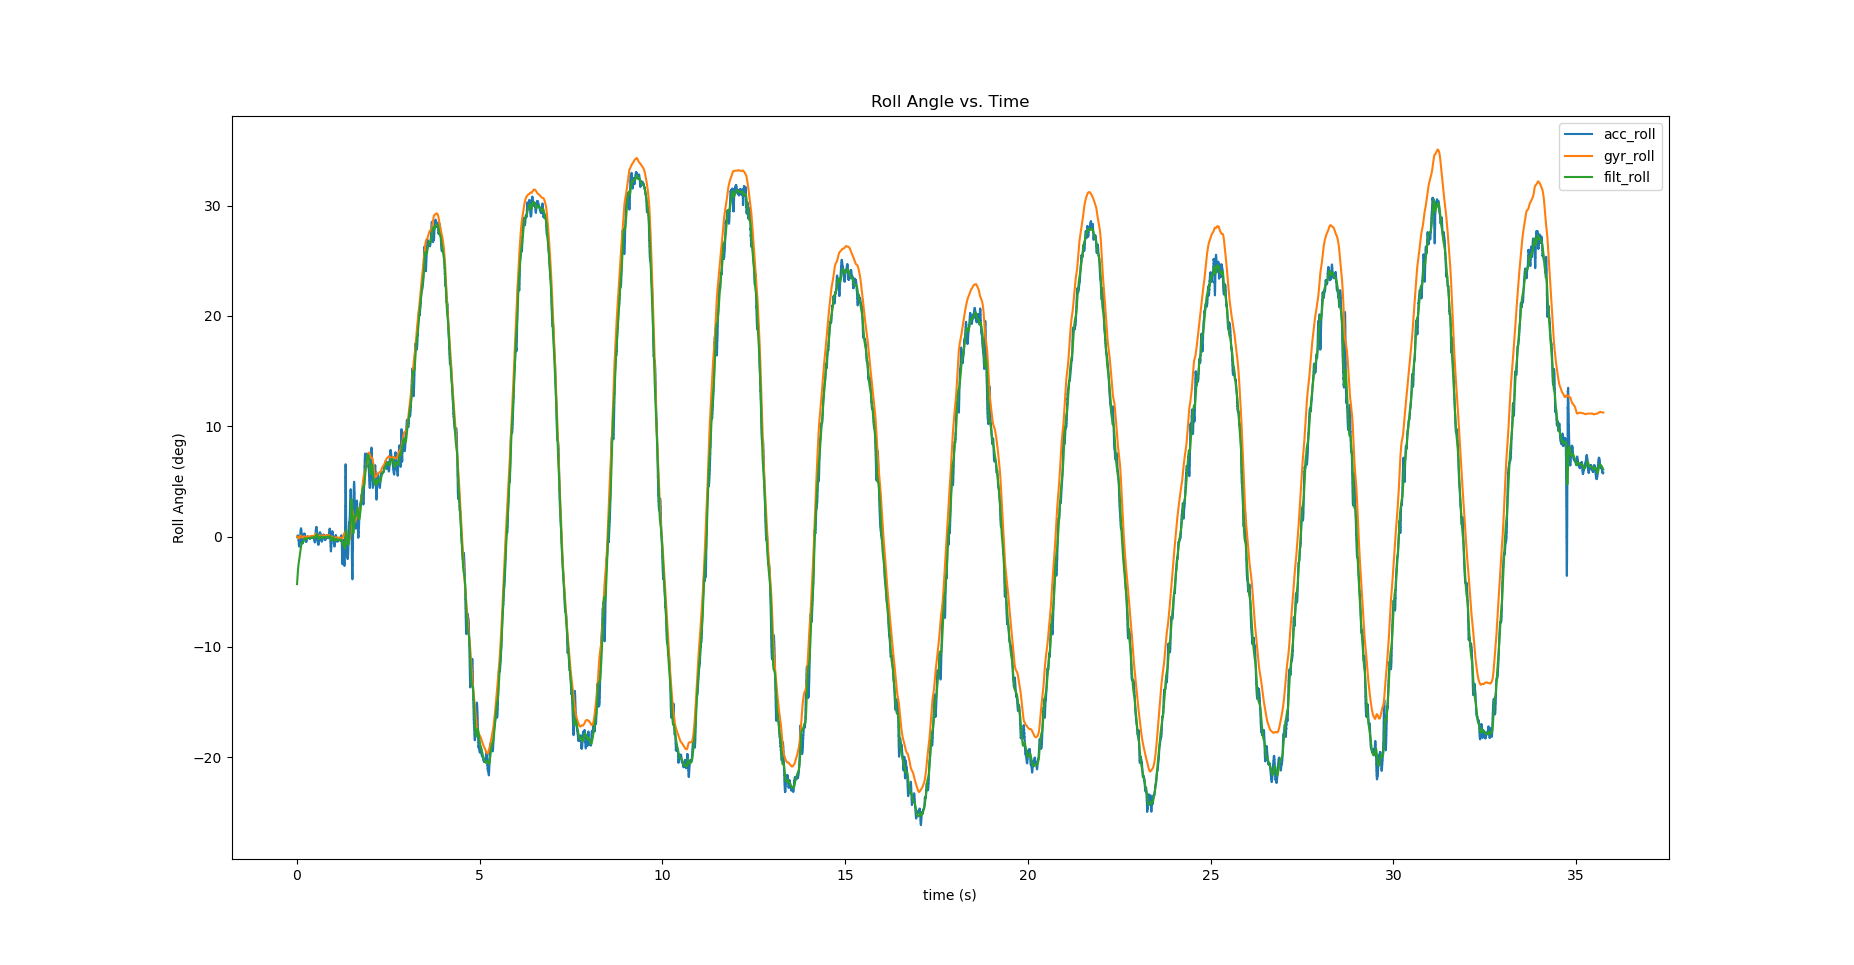 Roll Angle vs. Time
acc_roll
gyr_roll
filt_roll
Roll Angle (deg)
30
20
10
0
−10
−20
0
5
10
15
20
25
30
35
time (s)